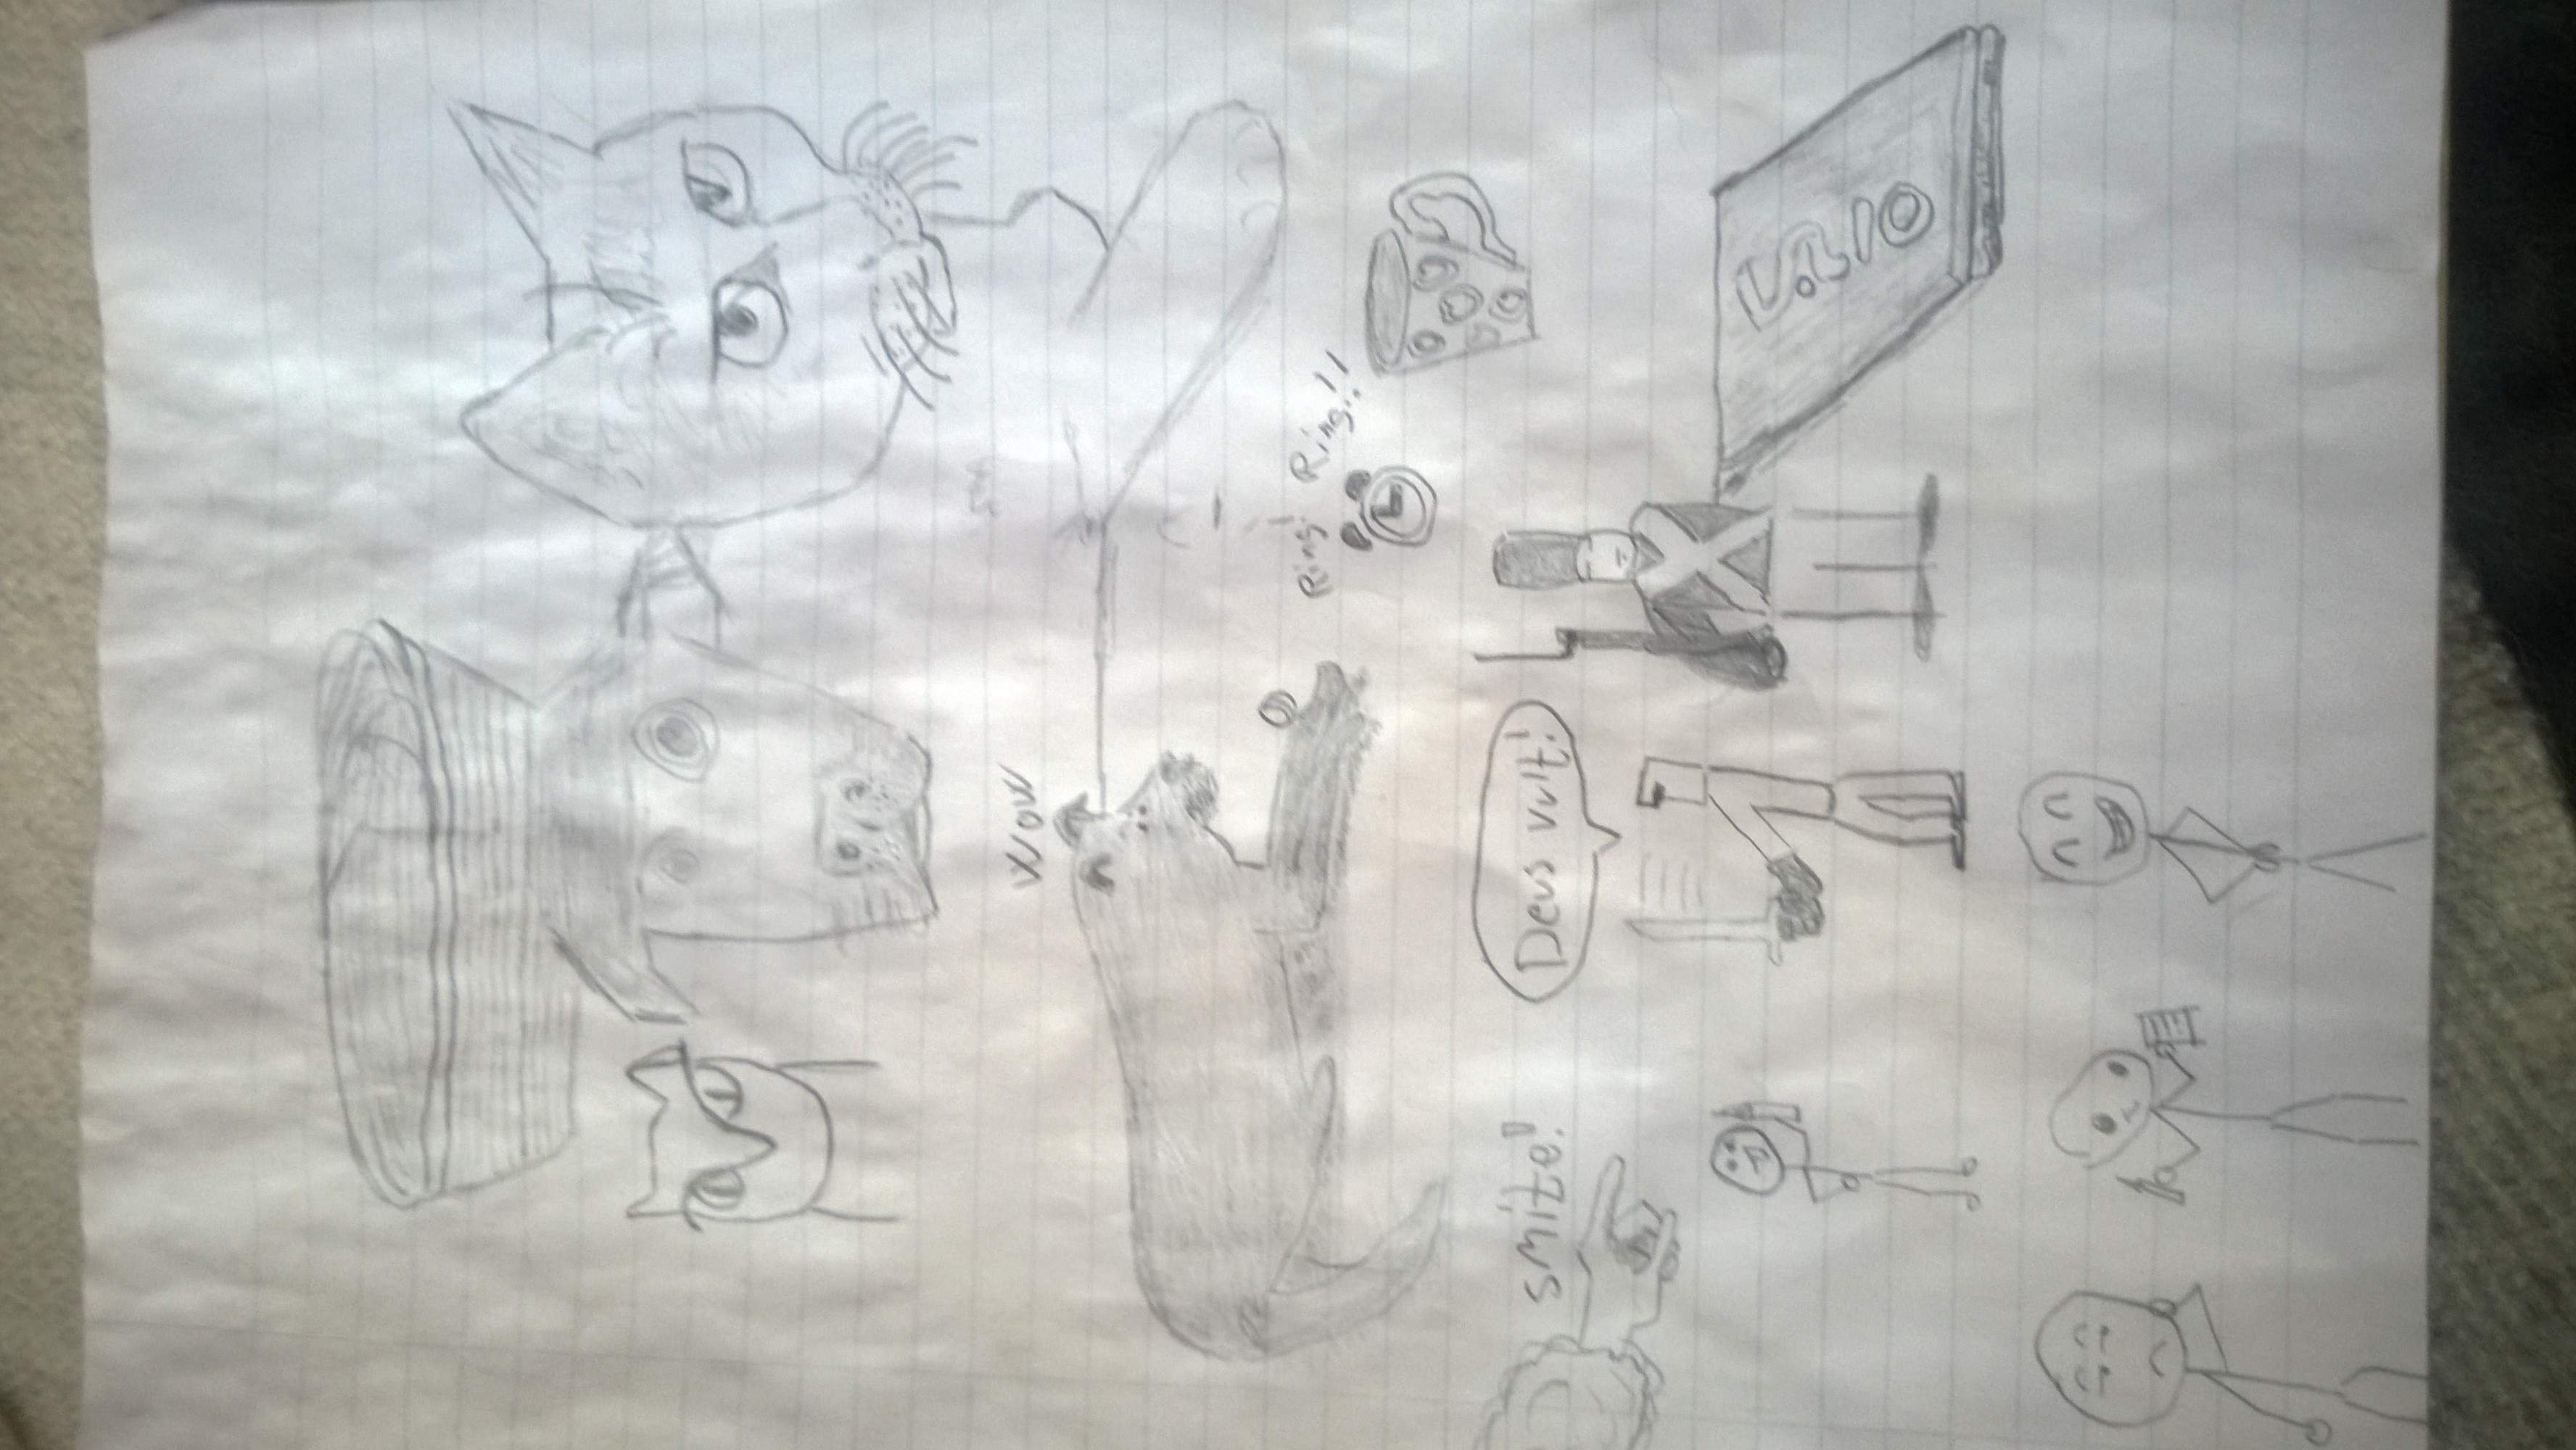 WOW
Ring! Ring!!
smite!
Deus vult!
VAIO